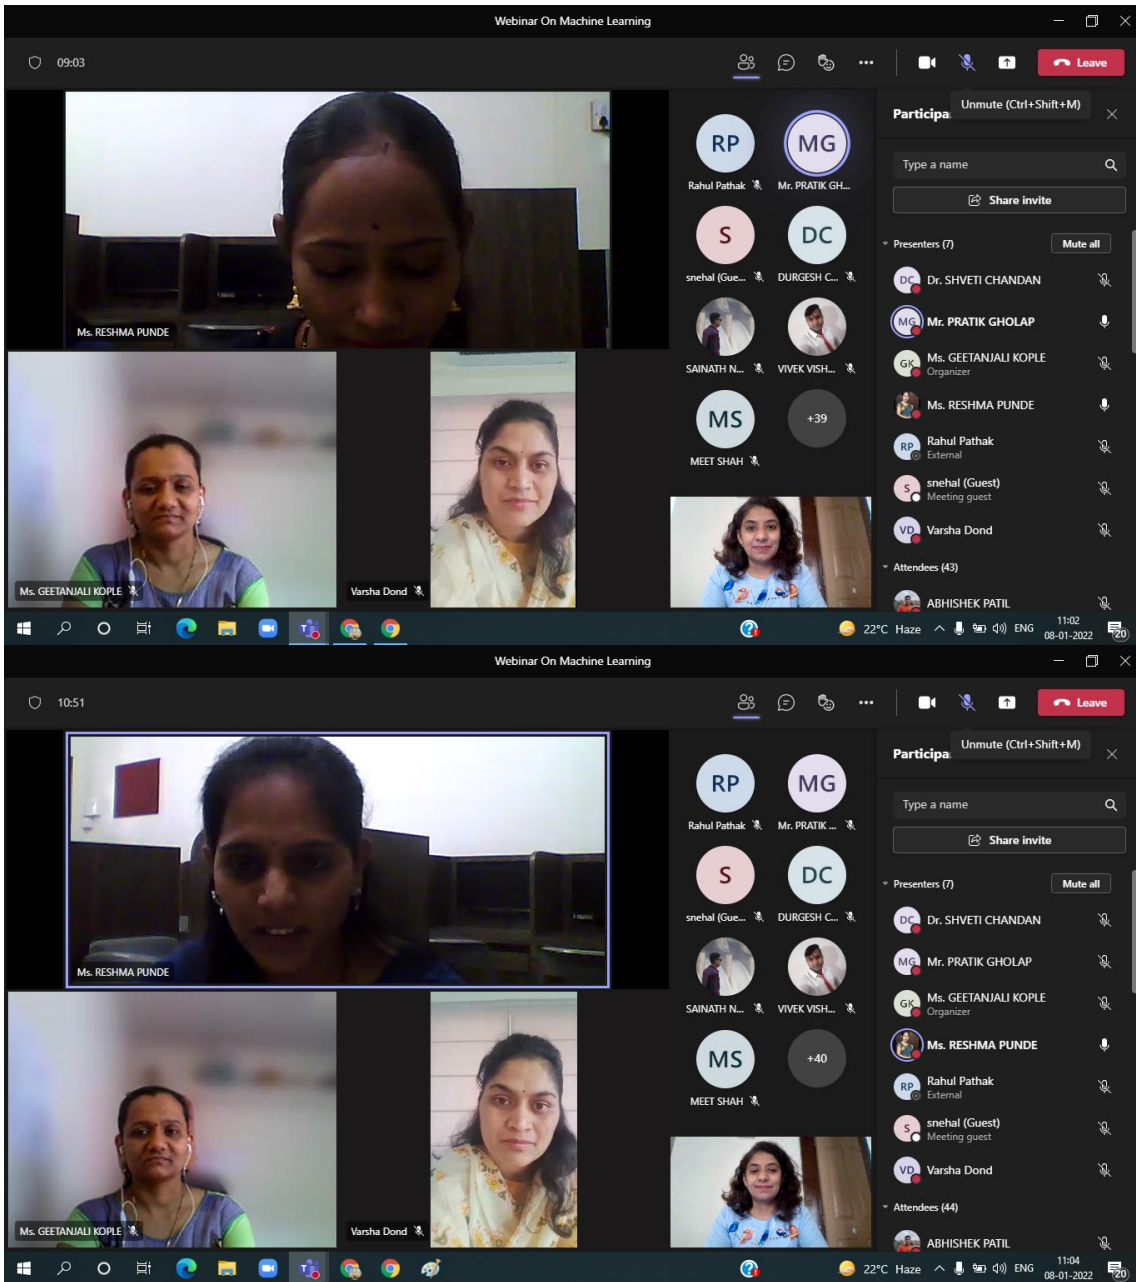 Webinar On Machine Learning
09:03
Leave
Unmute (Ctrl+Shift+M)
Participa
Ms. RESHMA PUNDE
Ms. GEETANJALI KOPLE
Varsha Dond
RP
MG
Rahul Pathak
Mr. PRATIK GH...
S
DC
snehal (Gue...
DURGESH C...
SAINATH N...
VIVEK VISH...
MS
+39
MEET SHAH
Type a name
Share invite
Presenters (7)
Mute all
DC Dr. SHVETI CHANDAN
MG Mr. PRATIK GHOLAP
GK Ms. GEETANJALI KOPLE
Organizer
Ms. RESHMA PUNDE
RP Rahul Pathak
External
S snehal (Guest)
Meeting guest
VD Varsha Dond
Attendees (43)
ABHISHEK PATIL
22°C Haze
ENG
11:02
08-01-2022
20
Webinar On Machine Learning
10:51
Leave
Unmute (Ctrl+Shift+M)
Participa
Ms. RESHMA PUNDE
Ms. GEETANJALI KOPLE
Varsha Dond
RP
MG
Rahul Pathak
Mr. PRATIK ...
S
DC
snehal (Gue...
DURGESH C...
SAINATH N...
VIVEK VISH...
MS
+40
MEET SHAH
Type a name
Share invite
Presenters (7)
Mute all
DC Dr. SHVETI CHANDAN
MG Mr. PRATIK GHOLAP
GK Ms. GEETANJALI KOPLE
Organizer
Ms. RESHMA PUNDE
RP Rahul Pathak
External
S snehal (Guest)
Meeting guest
VD Varsha Dond
Attendees (44)
ABHISHEK PATIL
22°C Haze
ENG
11:04
08-01-2022
20